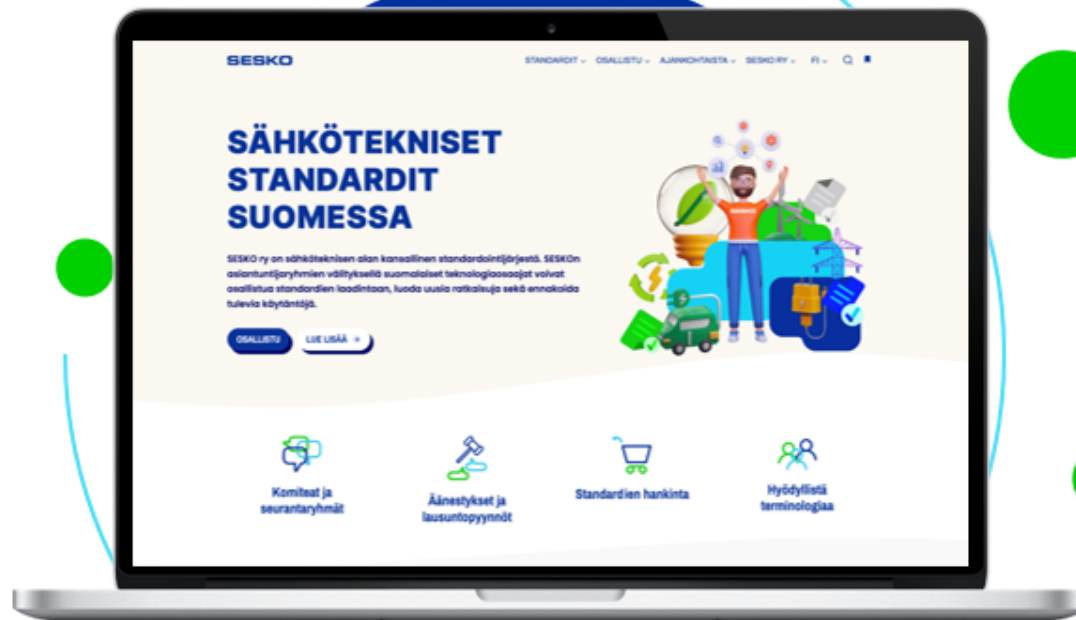 SESKO
STANDARDIT OSALLISTU AJANKOHTAISTA SESKO RY FI
SÄHKÖTEKNISET
STANDARDIT
SUOMESSA
SESKO ry on sähköteknisen alan kansallinen standardointijärjestö. SESKOn
asiantuntijaryhmien välityksellä suomalaiset teknologiaosaajat voivat
osallistua standardien laadintaan, luoda uusia ratkaisuja sekä ennakoida
tulevia käytäntöjä.
OSALLISTU LUE LISÄÄ →
Komiteat ja
seurantaryhmät
Äänestykset ja
lausuntopyynnöt
Standardien hankinta
Hyödyllistä
terminologiaa